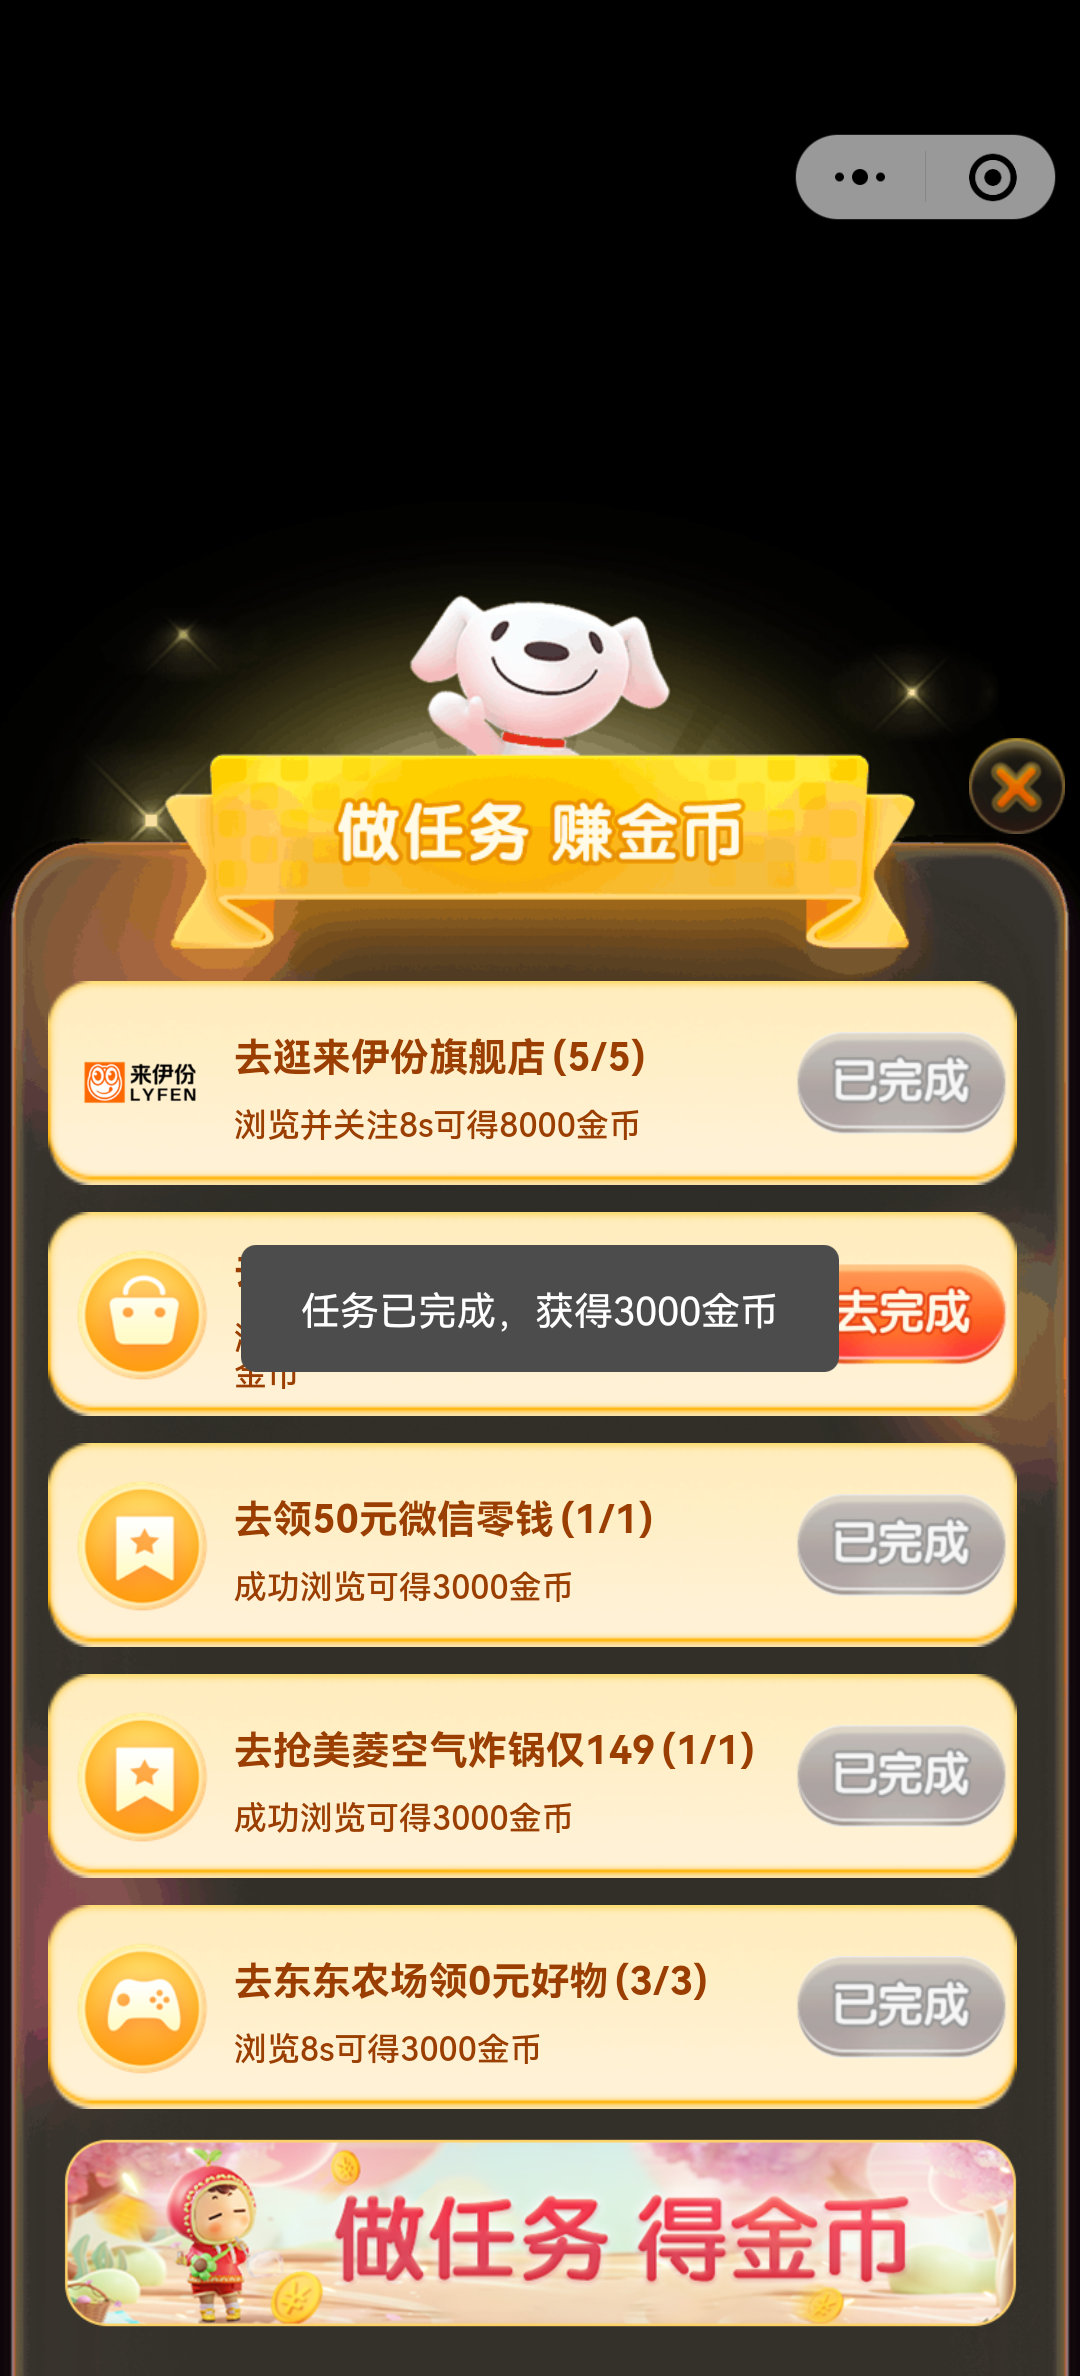 做任务 赚金币
来伊份
LYFEN
去逛来伊份旗舰店(5/5)
浏览并关注8s可得8000金币
已完成
任务已完成，获得3000金币
去完成
金币
去领50元微信零钱(1/1)
成功浏览可得3000金币
已完成
去抢美菱空气炸锅仅149(1/1)
成功浏览可得3000金币
已完成
去东东农场领0元好物(3/3)
浏览8s可得3000金币
已完成
做任务 得金币